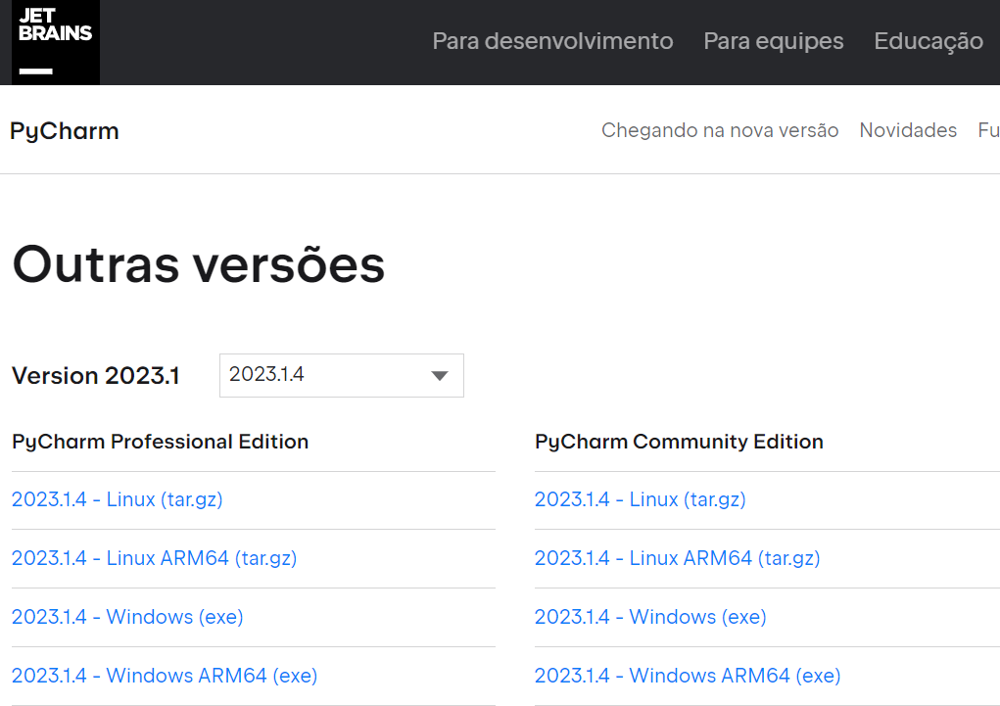 JET
BRAINS
Para desenvolvimento Para equipes Educação
PyCharm
Chegando na nova versão Novidades Fu
Outras versões
Version 2023.1 2023.1.4
PyCharm Professional Edition
2023.1.4 - Linux (tar.gz)
2023.1.4 - Linux ARM64 (tar.gz)
2023.1.4 - Windows (exe)
2023.1.4 - Windows ARM64 (exe)
PyCharm Community Edition
2023.1.4 - Linux (tar.gz)
2023.1.4 - Linux ARM64 (tar.gz)
2023.1.4 - Windows (exe)
2023.1.4 - Windows ARM64 (exe)